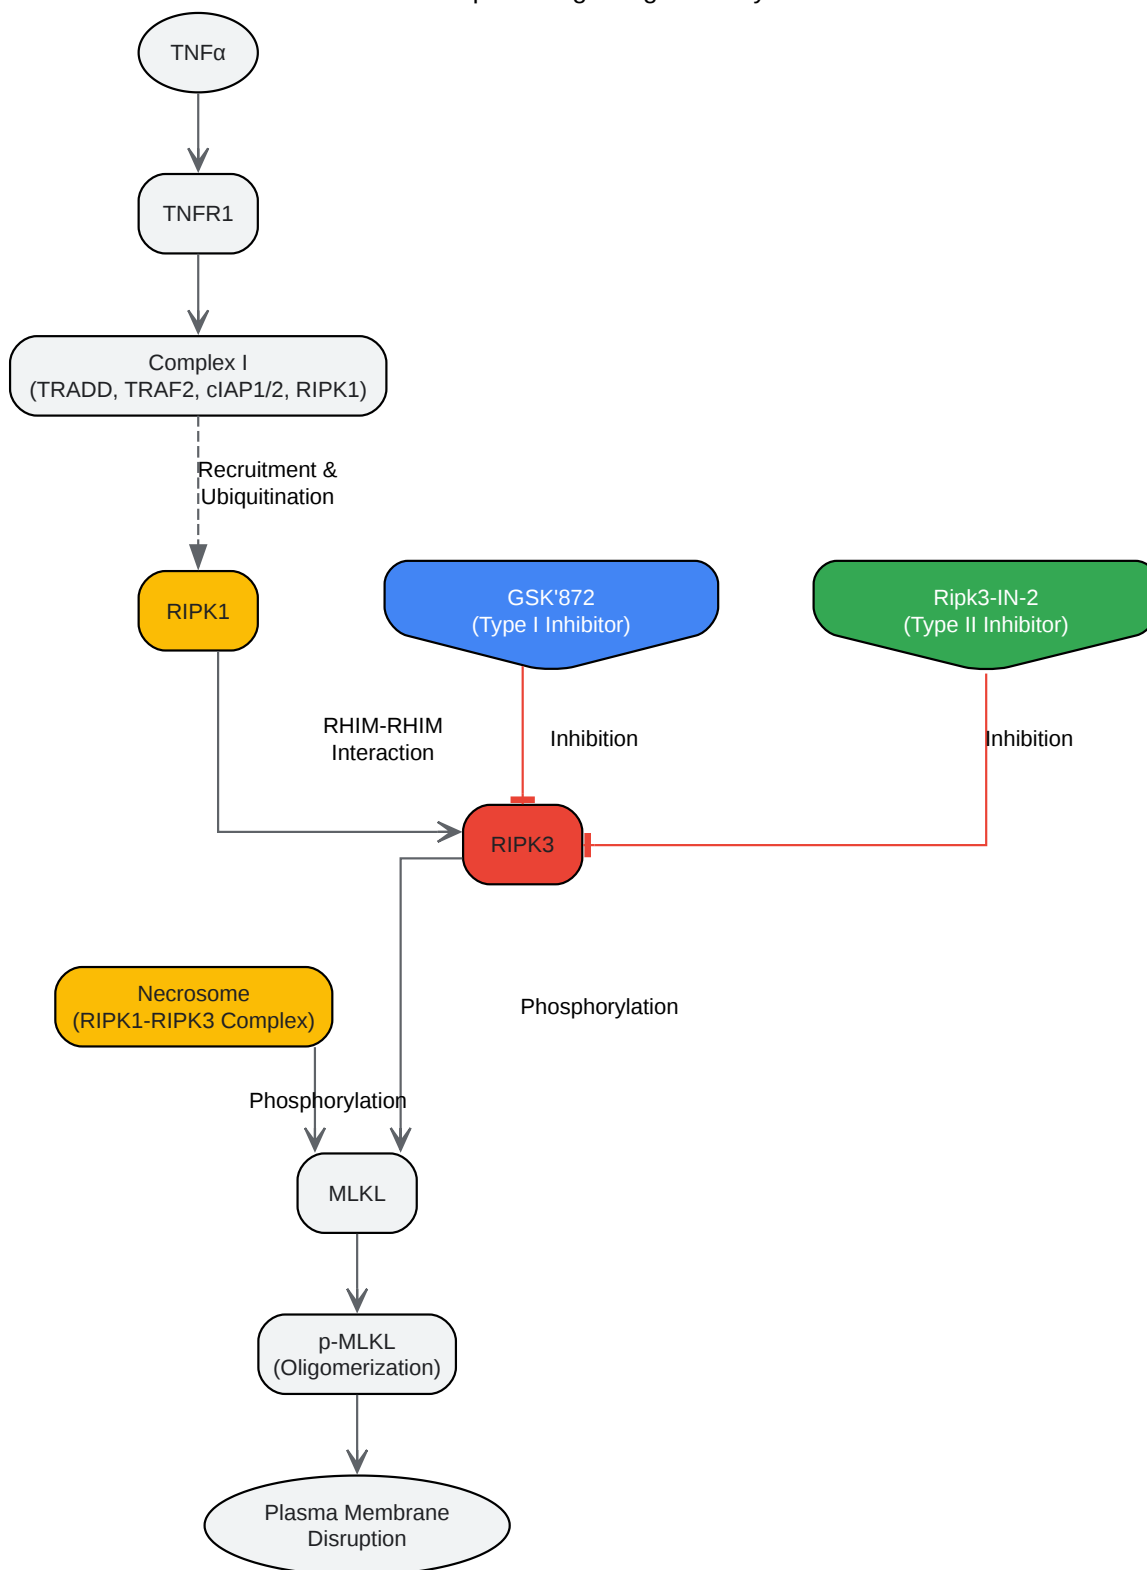 TNFα
TNFR1
Complex I
(TRADD, TRAF2, cIAP1/2, RIPK1)
Recruitment &
Ubiquitination
RIPK1
GSK'872
(Type I Inhibitor)
Ripk3-IN-2
(Type II Inhibitor)
RHIM-RHIM
Interaction
Inhibition
Inhibition
RIPK3
Necrosome
(RIPK1-RIPK3 Complex)
Phosphorylation
Phosphorylation
MLKL
p-MLKL
(Oligomerization)
Plasma Membrane
Disruption